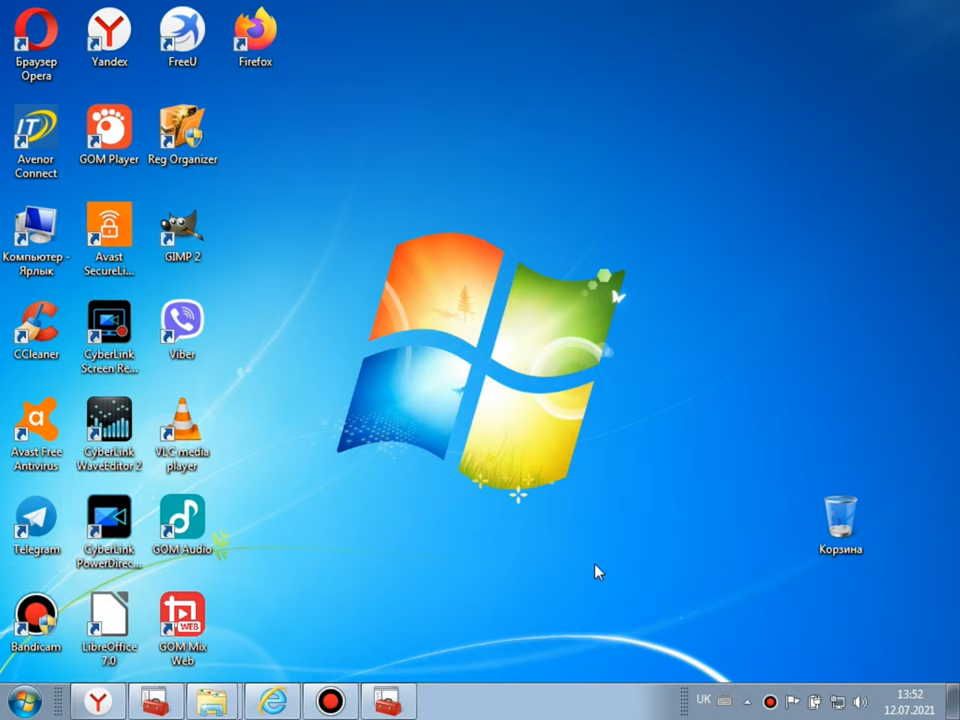 Браузер
Opera
Yandex
FreeU
Firefox
IT
Avenor
Connect
GOM Player
Reg Organizer
Компьютер -
Ярлык
Avast
SecureLi...
GIMP 2
CCleaner
CyberLink
Screen Re...
Viber
Avast Free
Antivirus
CyberLink
WaveEditor 2
VLC media
player
Telegram
CyberLink
PowerDirec...
GOM Audio
Корзина
Bandicam
LibreOffice
7.0
WEB
GOM Mix
Web
UK
13:52
12.07.2021